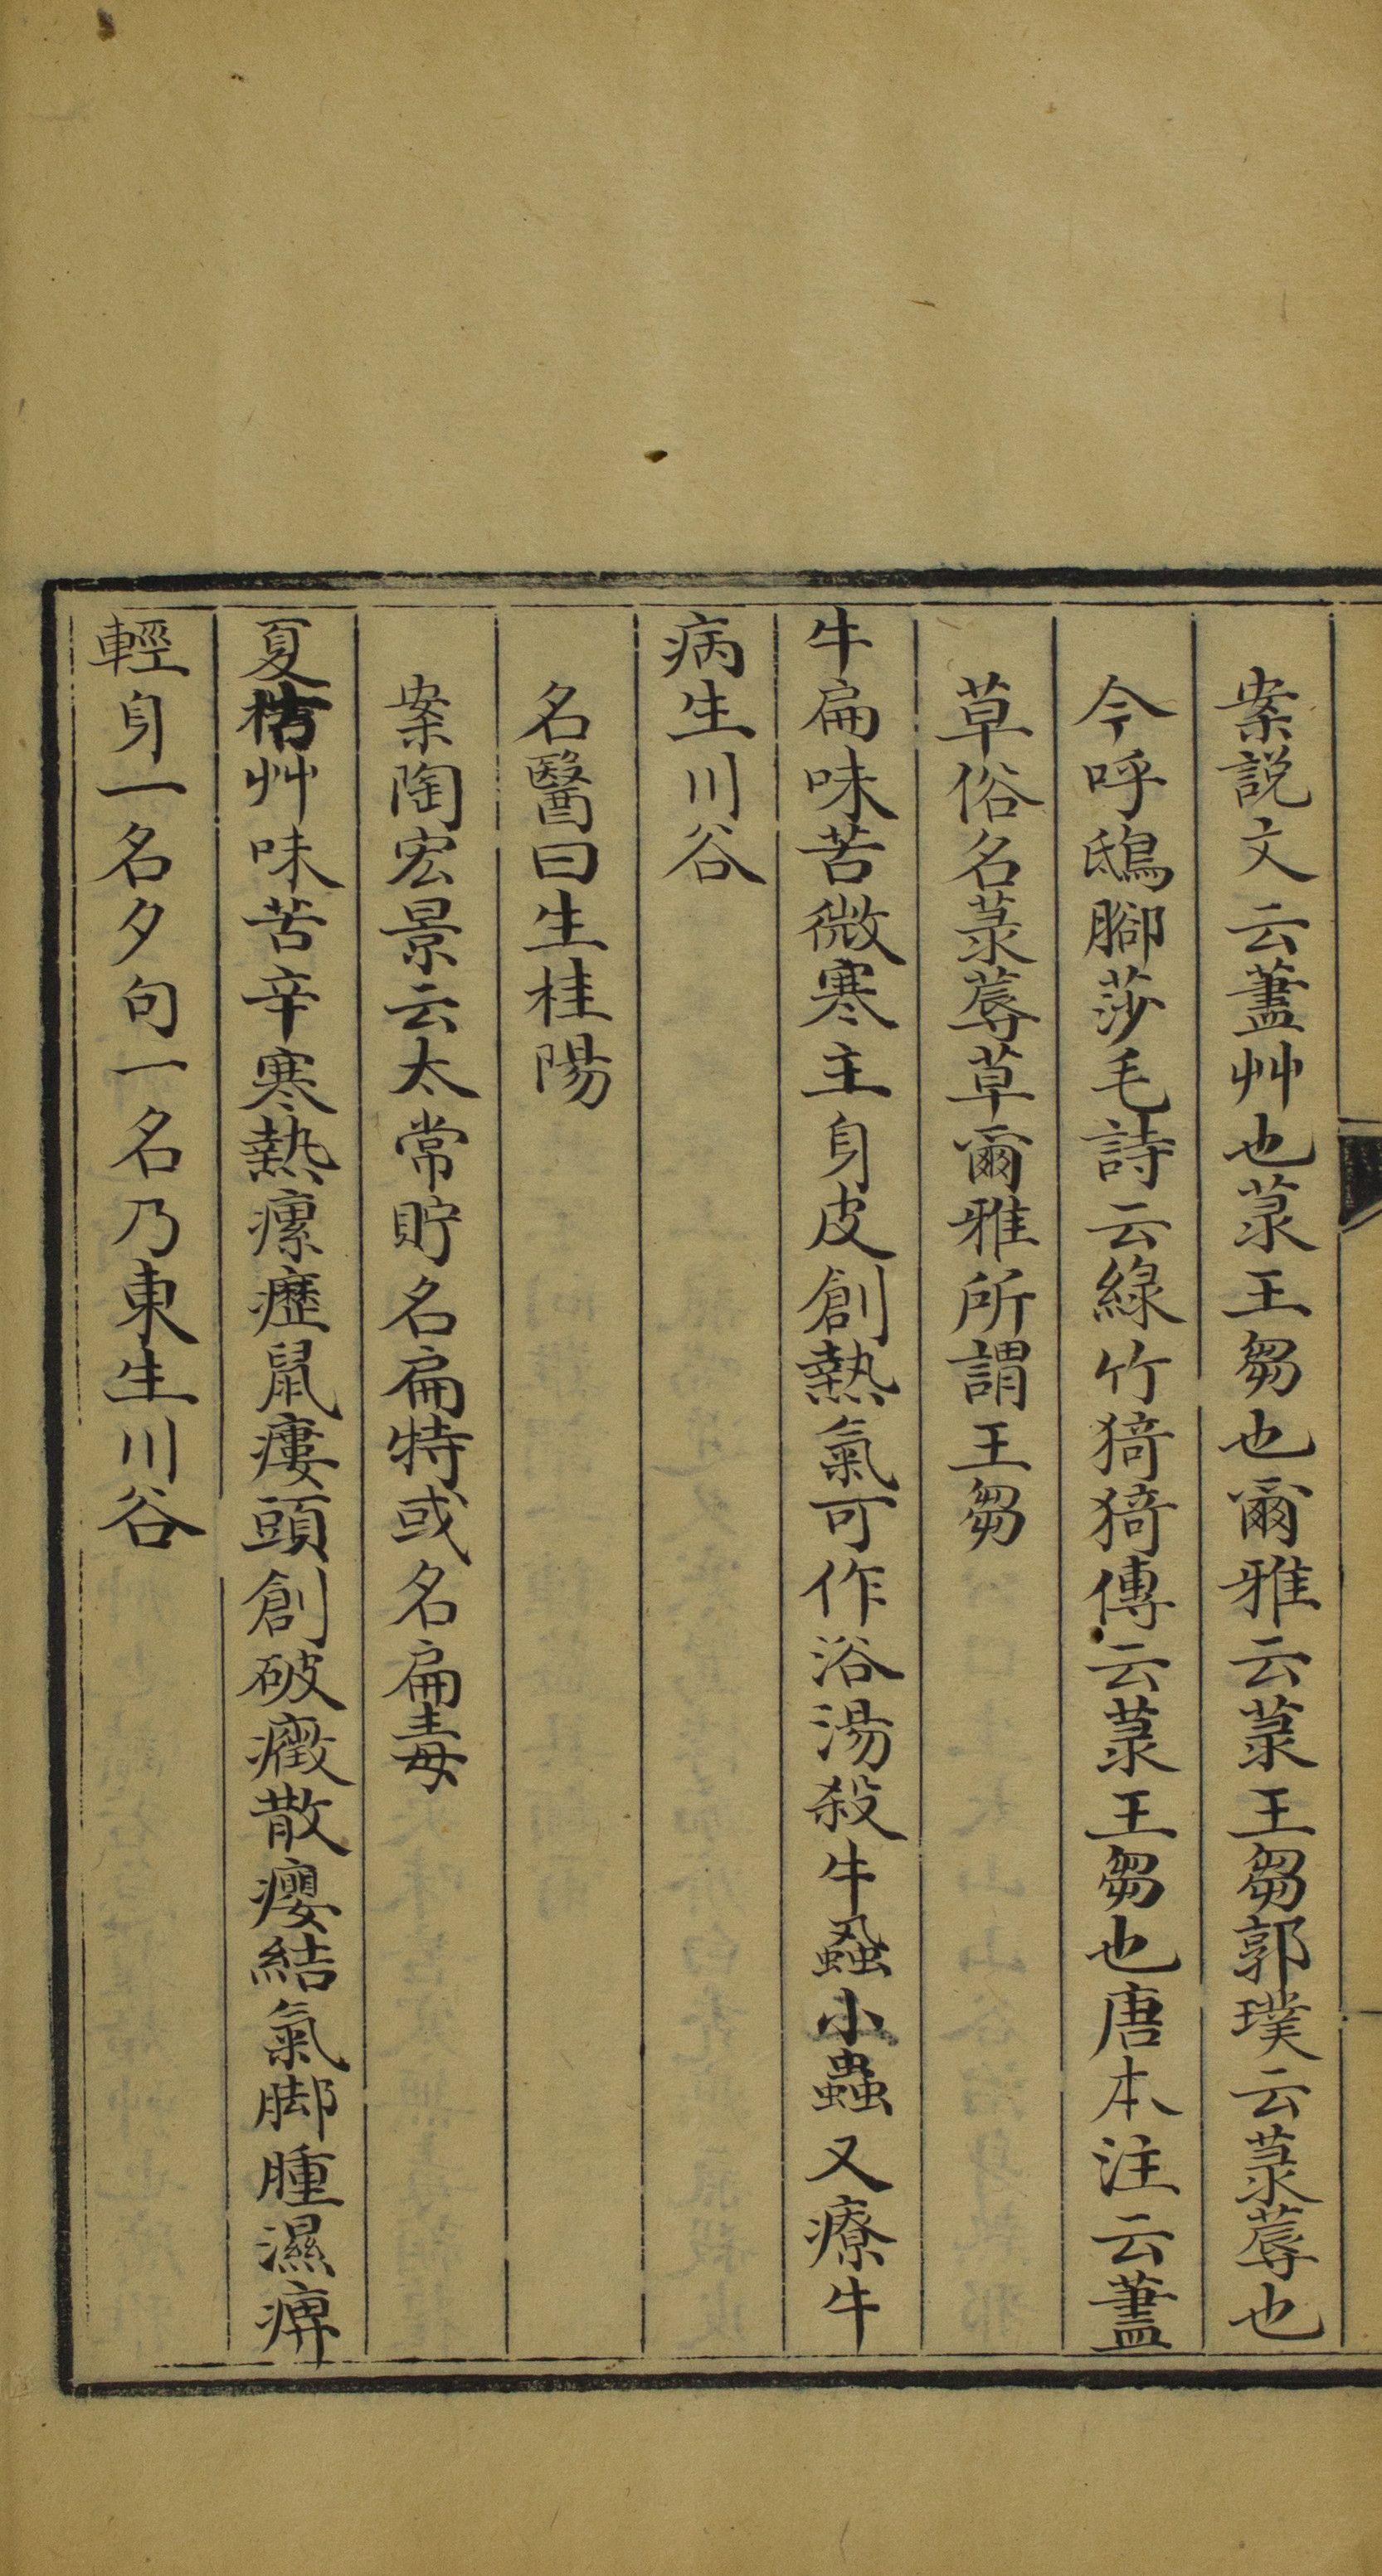 案説文云藎艸也菉王芻也爾雅云菉王芻郭璞云菉蓐也
今呼鴟腳莎毛詩云綠竹猗猗傳云菉王芻也唐本注云藎
草俗名菉蓐草爾雅所謂王芻
牛扁味苦微寒主身皮創熱氣可作浴湯殺牛蝨小蟲又療牛
病生川谷
名醫曰生桂陽
案陶宏景云太常貯名扁特或名扁毒
夏枯艸味苦辛寒熱瘰癧鼠瘻頭創破癥散癭結氣脚腫濕痹
輕身一名夕句一名乃東生川谷